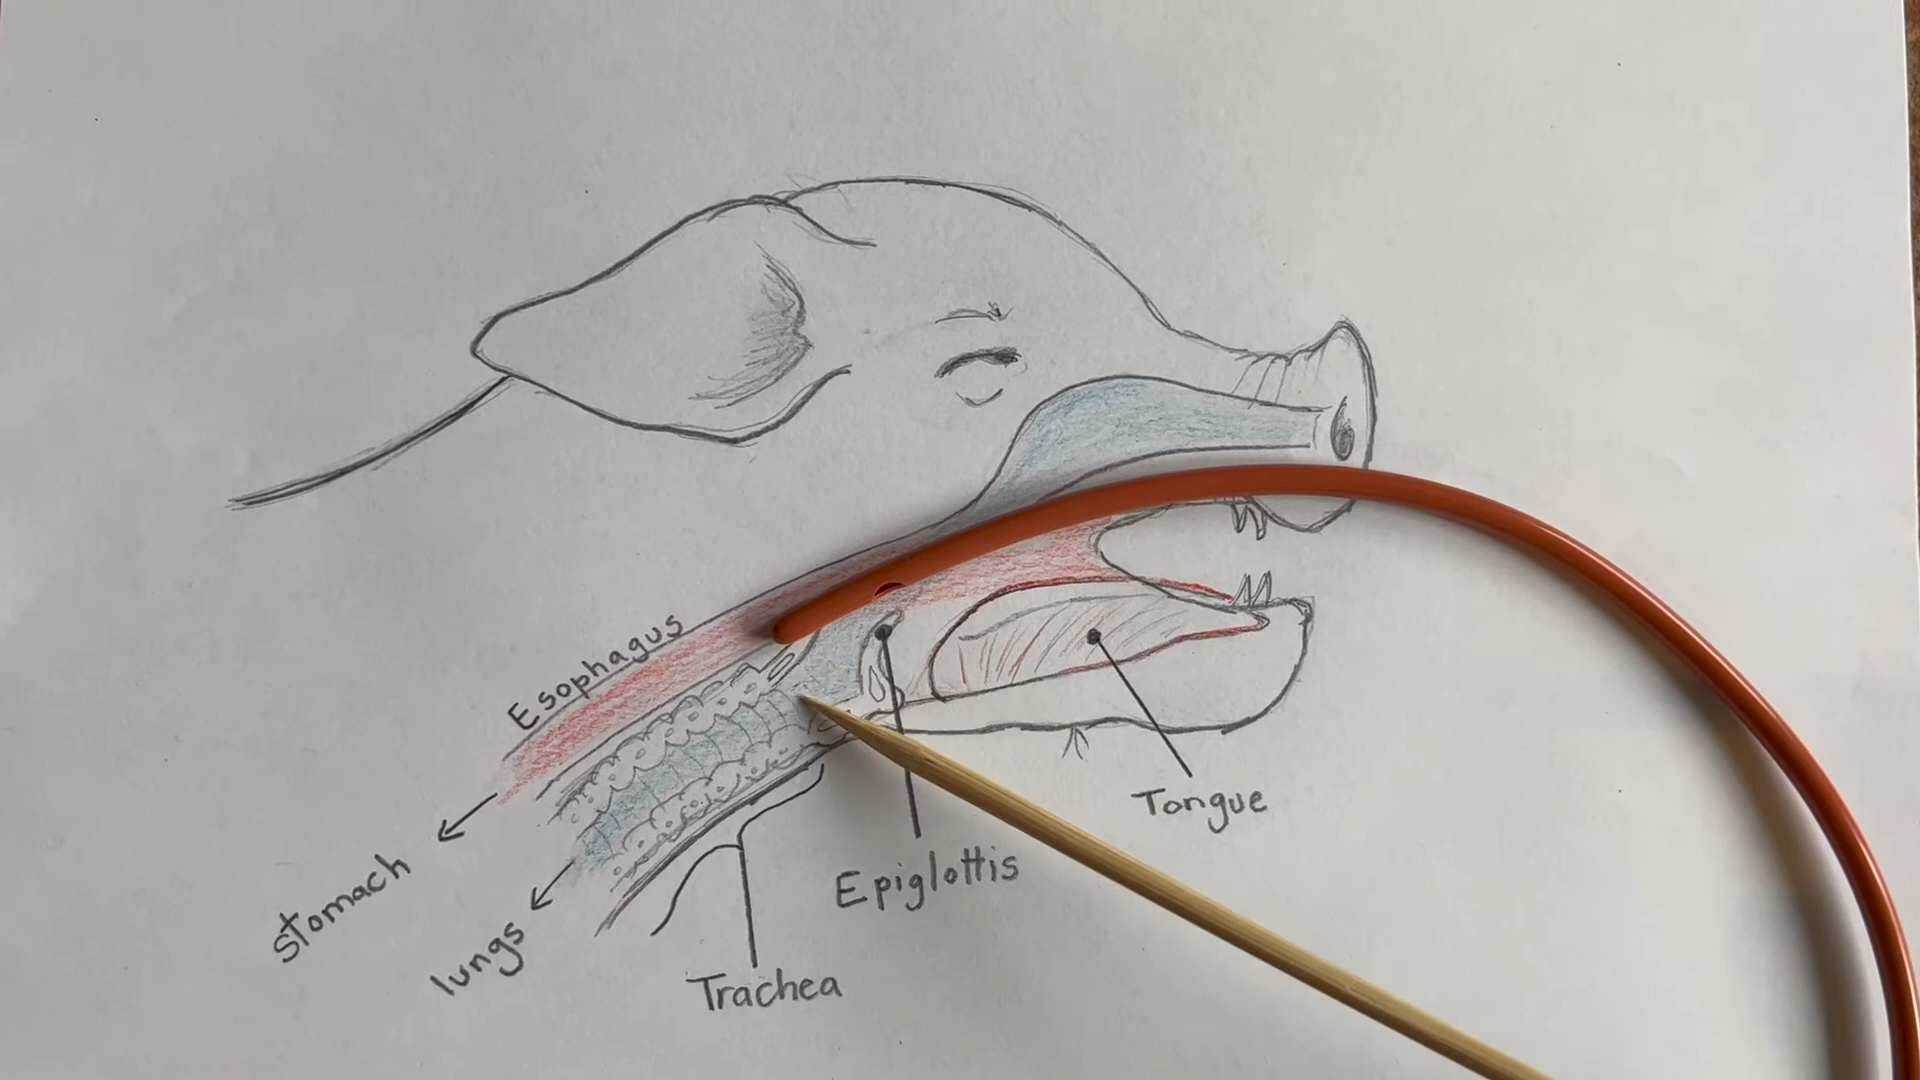 Esophagus
Tongue
Epiglottis
stomach
lungs
Trachea